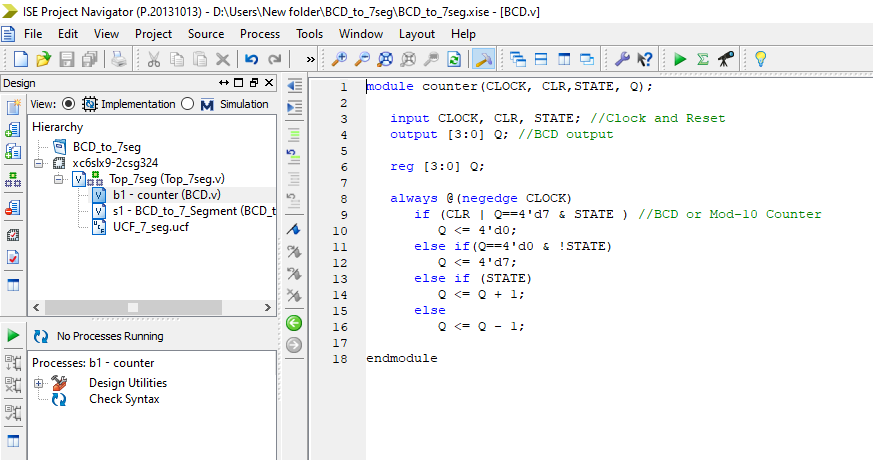 ISE Project Navigator (P.20131013) - D:\Users\New folder\BCD_to_7seg\BCD_to_7seg.xise - [BCD.v]
File Edit View Project Source Process Tools Window Layout Help
»
Design
View: Implementation Simulation
Hierarchy
BCD_to_7seg
xc6slx9-2csg324
Top_7seg (Top_7seg.v)
b1 - counter (BCD.v)
s1 - BCD_to_7_Segment (BCD_t
UCF_7_seg.ucf
No Processes Running
Processes: b1 - counter
Design Utilities
Check Syntax
1 module counter(CLOCK, CLR,STATE, Q);
2
3 input CLOCK, CLR, STATE; //Clock and Reset
4 output [3:0] Q; //BCD output
5
6 reg [3:0] Q;
7
8 always @(negedge CLOCK)
9 if (CLR | Q==4'd7 & STATE ) //BCD or Mod-10 Counter
10 Q <= 4'd0;
11 else if(Q==4'd0 & !STATE)
12 Q <= 4'd7;
13 else if (STATE)
14 Q <= Q + 1;
15 else
16 Q <= Q - 1;
17
18 endmodule